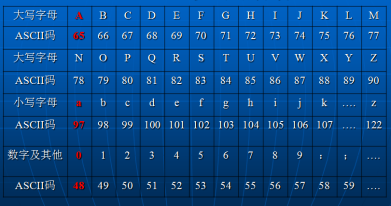 大写字母 A B C D E F G H I J K L M
ASCII码 65 66 67 68 69 70 71 72 73 74 75 76 77
大写字母 N O P Q R S T U V W X Y Z
ASCII码 78 79 80 81 82 83 84 85 86 87 88 89 90
小写字母 a b c d e f g h i j k …. z
ASCII码 97 98 99 100 101 102 103 104 105 106 107 …. 122
数字及其他 0 1 2 3 4 5 6 7 8 9 : ; ….
ASCII码 48 49 50 51 52 53 54 55 56 57 58 59 ….